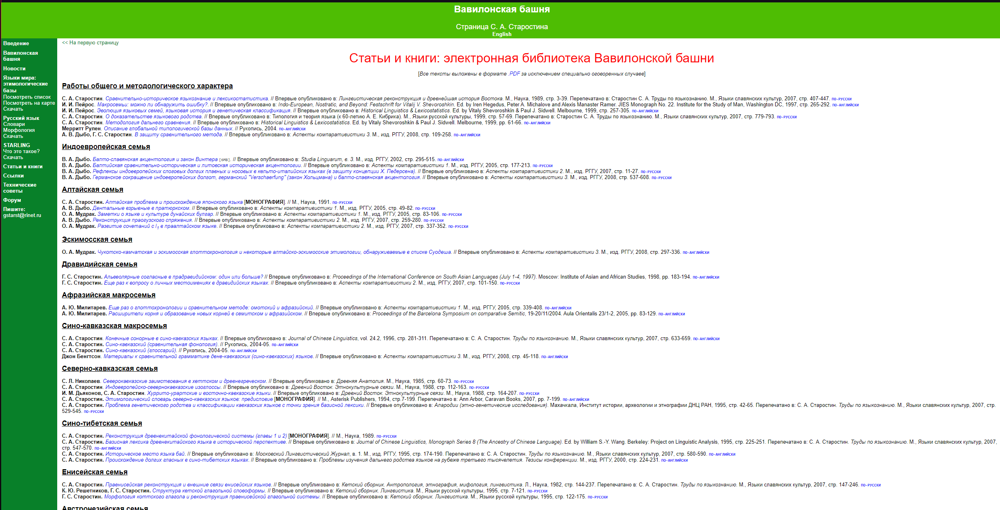 Вавилонская башня
Страница С. А. Старостина
English
Введение
Вавилонская
башня
Новости
Языки мира:
этимологические
базы
Посмотреть список
Посмотреть на карте
Скачать
Русский язык
Словари
Морфология
Скачать
STARLING
Что это такое?
Скачать
Статьи и книги
Ссылки
Технические
советы
Форум
Пишите:
gstarst@rinet.ru
<< На первую страницу
Статьи и книги: электронная библиотека Вавилонской башни
[Все тексты выложены в формате .PDF за исключением специально оговоренных случаев]
Работы общего и методологического характера
С. А. Старостин. Сравнительно-историческое языкознание и лексикостатистика. // Впервые опубликовано в: Лингвистическая реконструкция и древнейшая история Востока. М., Наука, 1989, стр. 3-39. Перепечатано в: Старостин С. А. Труды по языкознанию. М., Языки славянских культур, 2007, стр. 407-447. ПО-РУССКИ
И. И. Пейрос. Макросемьи: можно ли обнаружить ошибку?. // Впервые опубликовано в: Indo-European, Nostratic, and Beyond: Festschrift for Vitalij V. Shevoroshkin. Ed. by Iren Hegedus, Peter A. Michalove and Alexis Manaster Ramer. JIES Monograph No. 22. Institute for the Study of Man, Washington DC, 1997, стр. 265-292. ПО-АНГЛИЙСКИ
И. И. Пейрос. Эволюция языковых семей, языковая история и генетическая классификация. // Впервые опубликовано в: Historical Linguistics & Lexicostatistics. Ed. by Vitaly Shevoroshkin & Paul J. Sidwell. Melbourne, 1999, стр. 257-305. ПО-АНГЛИЙСКИ
С. А. Старостин. О доказательстве языкового родства. // Впервые опубликовано в: Типология и теория языка (к 60-летию А. Е. Кибрика). М., Языки русской культуры, 1999, стр. 57-69. Перепечатано в: Старостин С. А. Труды по языкознанию. М., Языки славянских культур, 2007, стр. 779-793. ПО-РУССКИ
С. А. Старостин. Методология дальнего сравнения. // Впервые опубликовано в: Historical Linguistics & Lexicostatistics. Ed. by Vitaly Shevoroshkin & Paul J. Sidwell. Melbourne, 1999, pp. 61-66. ПО-АНГЛИЙСКИ
Мерритт Рулен. Описание глобальной типологической базы данных. // Рукопись, 2004. ПО-АНГЛИЙСКИ
А. В. Дыбо, Г. С. Старостин. В защиту сравнительного метода. // Впервые опубликовано в: Аспекты компаративистики 3. М., изд. РГГУ, 2008, стр. 109-258. ПО-АНГЛИЙСКИ
Индоевропейская семья
В. А. Дыбо. Балто-славянская акцентология и закон Винтера [6MB]. // Впервые опубликовано в: Studia Linguarum, в. 3. М., изд. РГГУ, 2002, стр. 295-515. ПО-АНГЛИЙСКИ
В. А. Дыбо. Балтийская сравнительно-историческая и литовская историческая акцентологии. // Впервые опубликовано в: Аспекты компаративистики 1. М., изд. РГГУ, 2005, стр. 177-213. ПО-РУССКИ
В. А. Дыбо. Рефлексы индоевропейских слоговых долгих плавных и носовых в кельто-италийских языках (в защиту концепции Х. Педерсена). // Впервые опубликовано в: Аспекты компаративистики 2. М., изд. РГГУ, 2007, стр. 11-27. ПО-РУССКИ
В. А. Дыбо. Германское сокращение индоевропейских долгот, германский "Verschaerfung" (закон Хольцмана) и балто-славянская акцентология. // Впервые опубликовано в: Аспекты компаративистики 3. М., изд. РГГУ, 2008, стр. 537-608. ПО-РУССКИ
Алтайская семья
С. А. Старостин. Алтайская проблема и происхождение японского языка [МОНОГРАФИЯ]. // М., Наука, 1991. ПО-РУССКИ
А. В. Дыбо. Дентальные взрывные в пратюркском. // Впервые опубликовано в: Аспекты компаративистики 1. М., изд. РГГУ, 2005, стр. 49-82. ПО-РУССКИ
О. А. Мудрак. Заметки о языке и культуре дунайских булгар. // Впервые опубликовано в: Аспекты компаративистики 1. М., изд. РГГУ, 2005, стр. 83-106. ПО-РУССКИ
А. В. Дыбо. Реконструкция праогузского спряжения. // Впервые опубликовано в: Аспекты компаративистики 2. М., изд. РГГУ, 2007, стр. 259-280. ПО-РУССКИ
О. А. Мудрак. Развитие сочетаний с l1 в праалтайском языке. // Впервые опубликовано в: Аспекты компаративистики 2. М., изд. РГГУ, 2007, стр. 337-352. ПО-РУССКИ
Эскимосская семья
О. А. Мудрак. Чукотско-камчатская и эскимосская глоттохронология и некоторые алтайско-эскимосские этимологии, обнаруживаемые в списке Суодеша. // Впервые опубликовано в: Аспекты компаративистики 3. М., изд. РГГУ, 2008, стр. 297-336. ПО-АНГЛИЙСКИ
Дравидийская семья
Г. С. Старостин. Альвеолярные согласные в прадравидийском: один или больше? // Впервые опубликовано в: Proceedings of the International Conference on South Asian Languages (July 1-4, 1997). Moscow: Institute of Asian and African Studies, 1998, pp. 183-194. ПО-АНГЛИЙСКИ
Г. С. Старостин. Еще раз к вопросу о личных местоимениях в дравидийских языках. // Впервые опубликовано в: Аспекты компаративистики 2. М., изд. РГГУ, 2007, стр. 101-150. ПО-РУССКИ
Афразийская макросемья
А. Ю. Милитарев. Еще раз о глоттохронологии и сравнительном методе: омотский и афразийский. // Впервые опубликовано в: Аспекты компаративистики 1. М., изд. РГГУ, 2005, стр. 339-408. ПО-АНГЛИЙСКИ
А. Ю. Милитарев. Расширители корня и образование новых корней в семитском и афразийском. // Впервые опубликовано в: Proceedings of the Barcelona Symposium on comparative Semitic, 19-20/11/2004. Aula Orientalis 23/1-2, 2005, pp. 83-129. ПО-АНГЛИЙСКИ
Сино-кавказская макросемья
С. А. Старостин. Конечные сонорные в сино-кавказских языках. // Впервые опубликовано в: Journal of Chinese Linguistics, vol. 24.2, 1996, стр. 281-311. Перепечатано в: С. А. Старостин. Труды по языкознанию. М., Языки славянских культур, 2007, стр. 633-659. ПО-АНГЛИЙСКИ
С. А. Старостин. Сино-кавказский (сравнительная фонология). // Рукопись, 2004-05. ПО-АНГЛИЙСКИ
С. А. Старостин. Сино-кавказский (глоссарий). // Рукопись, 2004-05. ПО-АНГЛИЙСКИ
Джон Бенгтсон. Материалы к сравнительной грамматике дене-кавказских (сино-кавказских) языков. // Впервые опубликовано в: Аспекты компаративистики 3. М., изд. РГГУ, 2008, стр. 45-118. ПО-АНГЛИЙСКИ
Северно-кавказская семья
С. Л. Николаев. Северокавказские заимствования в хеттском и древнегреческом. // Впервые опубликовано в: Древняя Анатолия. М., Наука, 1985, стр. 60-73. ПО-РУССКИ
С. А. Старостин. Индоевропейско-севернокавказские изоглоссы. // Впервые опубликовано в: Древний Восток. Этнокультурные связи. М., Наука, 1988, стр. 112-163. ПО-РУССКИ
И. М. Дьяконов, С. А. Старостин. Хуррито-урартские и восточно-кавказские языки. // Впервые опубликовано в: Древний Восток. Этнокультурные связи. М., Наука, 1988, стр. 164-207. ПО-РУССКИ
С. А. Старостин. Этимологический словарь северно-кавказских языков: предисловие [МОНОГРАФИЯ]. // М., Asterisk Publishers, 1994, стр.7-199. Перепечатано в: Ann Arbor, Caravan Books, 2007, pp. 7-199. ПО-АНГЛИЙСКИ
С. А. Старостин. Проблема генетического родства и классификации кавказских языков с точки зрения базисной лексики. // Впервые опубликовано в: Алародии (этно-генетические исследования). Махачкала, Институт истории, археологии и этнографии ДНЦ РАН, 1995, стр. 42-65. Перепечатано в: С. А. Старостин. Труды по языкознанию. М., Языки славянских культур, 2007, стр.
529-545. ПО-РУССКИ
Сино-тибетская семья
С. А. Старостин. Реконструкция древнекитайской фонологической системы (главы 1 и 2) [МОНОГРАФИЯ]. // М., Наука, 1989. ПО-РУССКИ
С. А. Старостин. Базисная лексика древнекитайского языка в исторической перспективе. // Впервые опубликовано в: Journal of Chinese Linguistics, Monograph Series 8 (The Ancestry of Chinese Language). Ed. by William S.-Y. Wang. Berkeley: Project on Linguistic Analysis, 1995, стр. 225-251. Перепечатано в: С. А. Старостин. Труды по языкознанию. М., Языки славянских культур, 2007,
стр. 547-570. ПО-АНГЛИЙСКИ
С. А. Старостин. Историческое место языка бай. // Впервые опубликовано в: Московский Лингвистический Журнал, в. 1. М., изд. РГГУ, 1995, стр. 174-190. Перепечатано в: С. А. Старостин. Труды по языкознанию. М., Языки славянских культур, 2007, стр. 580-590. ПО-АНГЛИЙСКИ
С. А. Старостин. Происхождение долгих гласных в сино-тибетских языках. // Впервые опубликовано в: Проблемы изучения дальнего родства языков на рубеже третьего тысячелетия. Тезисы конференции. М., изд. РГГУ, 2000, стр. 224-231. ПО-АНГЛИЙСКИ
Енисейская семья
С. А. Старостин. Праенисейская реконструкция и внешние связи енисейских языков. // Впервые опубликовано в: Кетский сборник. Антропология, этнография, мифология, лингвистика. Л., Наука, 1982, стр. 144-237. Перепечатано в: С. А. Старостин. Труды по языкознанию. М., Языки славянских культур, 2007, стр. 147-246. ПО-РУССКИ
К. Ю. Решетников, Г. С. Старостин. Структура кетской глагольной словоформы. // Впервые опубликовано в: Кетский сборник. Лингвистика. М., Языки русской культуры, 1995, стр. 7-121. ПО-РУССКИ
Г. С. Старостин. Морфология коттского глагола и реконструкция праенисейской глагольной системы. // Впервые опубликовано в: Кетский сборник. Лингвистика. М., Языки русской культуры, 1995, стр. 122-175. ПО-РУССКИ
Австронезийская семья